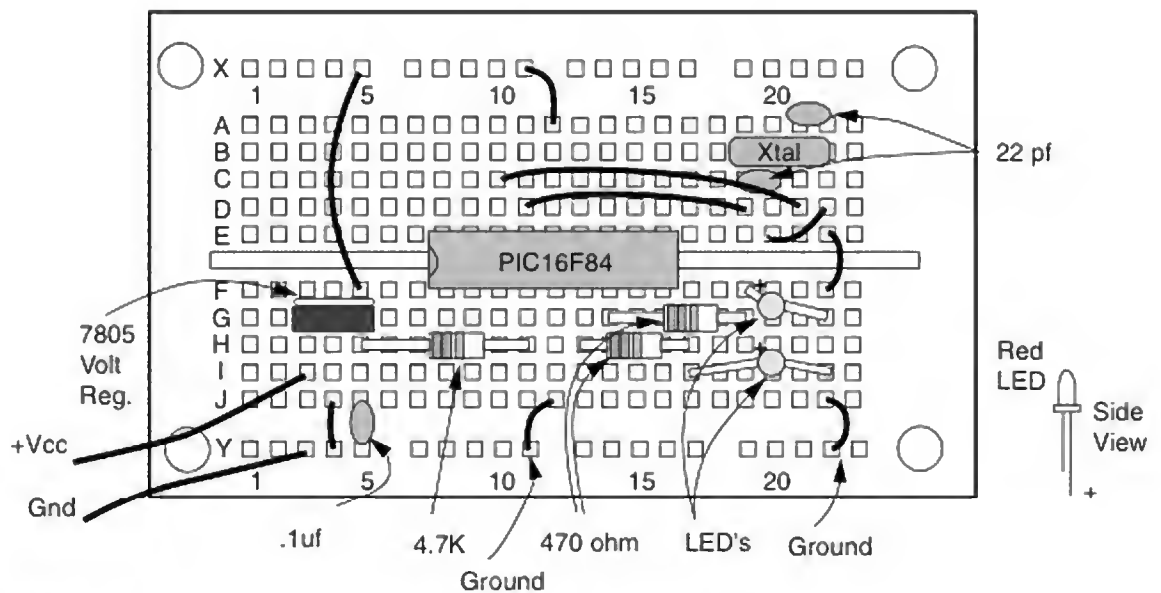 X
1 5 10 15 20
A
B
Xtal
22 pf
C
D
E
PIC16F84
F
+
G
7805
Volt
Reg.
H
+
I
J
Red
LED
Side
View
+
+Vcc
Y
1 5 10 15 20
Gnd
.1uf
4.7K
470 ohm
LED's
Ground
Ground